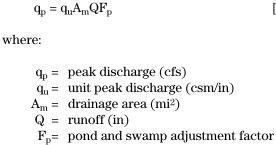 qp = quAmQFp [
where:
qp = peak discharge (cfs)
qu = unit peak discharge (csm/in)
Am = drainage area (mi²)
Q = runoff (in)
Fp = pond and swamp adjustment factor